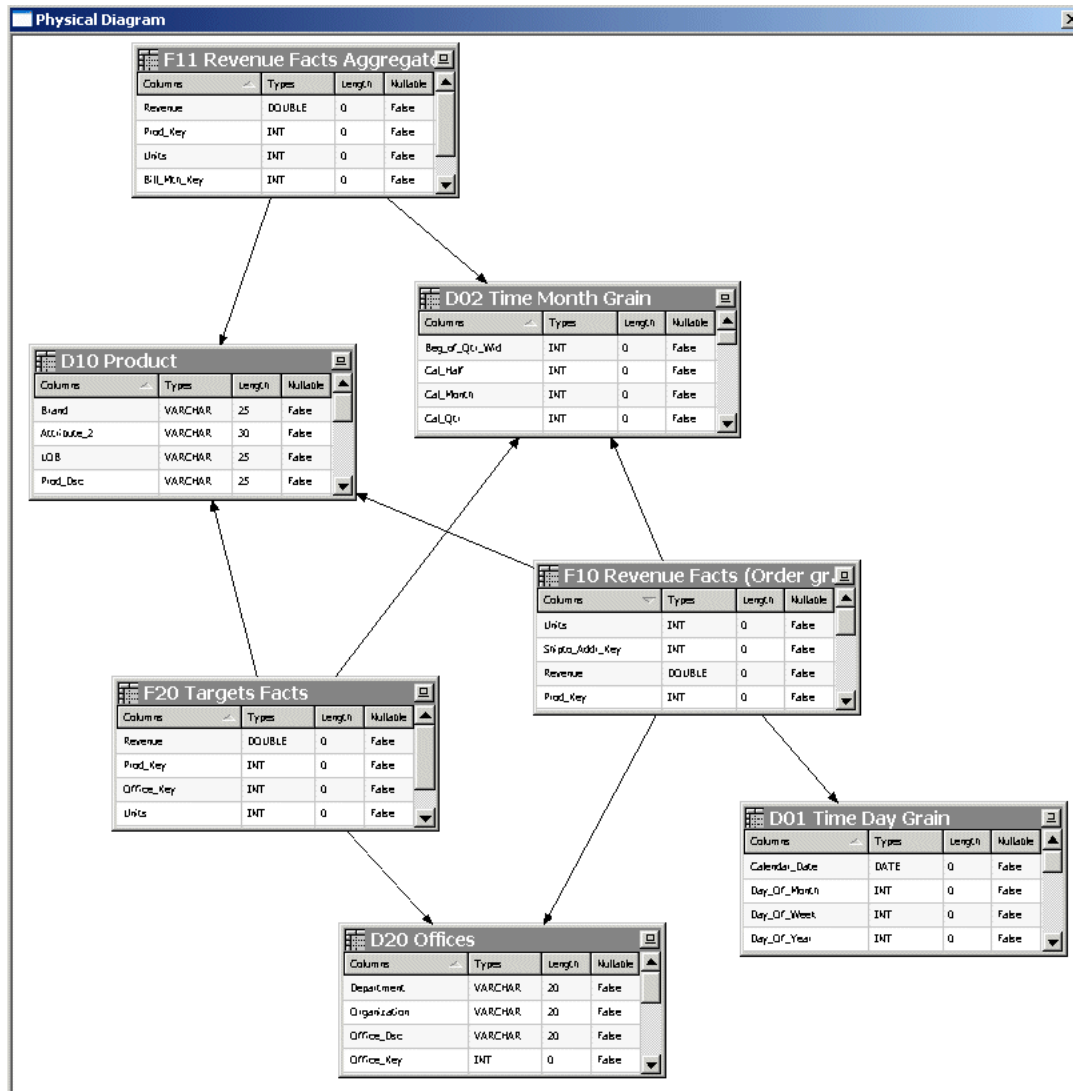 Physical Diagram
F11 Revenue Facts Aggregate
Columns Types Length Nullable
Revenue DOUBLE 0 False
Prod_Key INT 0 False
Units INT 0 False
Bill_Mth_Key INT 0 False
D02 Time Month Grain
Columns Types Length Nullable
Beg_of_Qtr_Wid INT 0 False
Cal_Half INT 0 False
Cal_Month INT 0 False
Cal_Qtr INT 0 False
D10 Product
Columns Types Length Nullable
Brand VARCHAR 25 False
Attribute_2 VARCHAR 30 False
LOB VARCHAR 25 False
Prod_Dsc VARCHAR 25 False
F10 Revenue Facts (Order gr...
Columns Types Length Nullable
Units INT 0 False
Shipto_Addr_Key INT 0 False
Revenue DOUBLE 0 False
Prod_Key INT 0 False
F20 Targets Facts
Columns Types Length Nullable
Revenue DOUBLE 0 False
Prod_Key INT 0 False
Office_Key INT 0 False
Units INT 0 False
D01 Time Day Grain
Columns Types Length Nullable
Calendar_Date DATE 0 False
Day_Of_Month INT 0 False
Day_Of_Week INT 0 False
Day_Of_Year INT 0 False
D20 Offices
Columns Types Length Nullable
Department VARCHAR 20 False
Organization VARCHAR 20 False
Office_Dsc VARCHAR 20 False
Office_Key INT 0 False